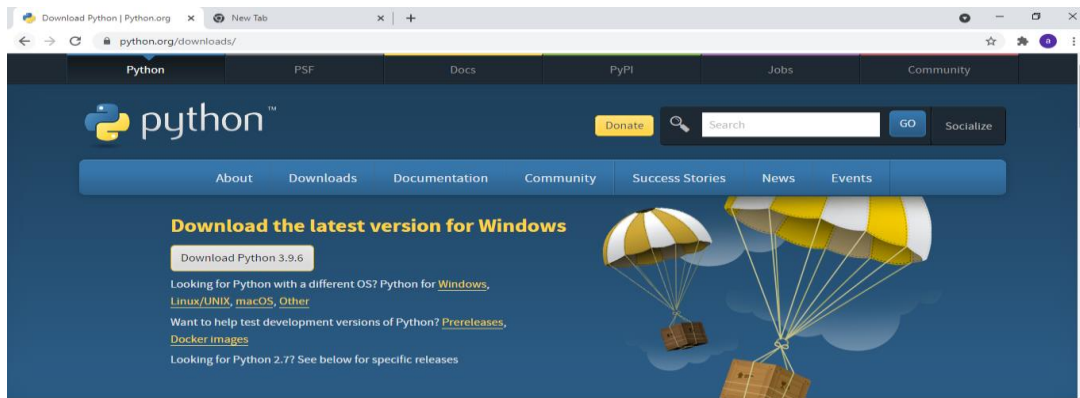 Download Python | Python.org
New Tab
python.org/downloads/
a
Python PSF Docs PyPI Jobs Community
python™
Donate
Search
GO
Socialize
About Downloads Documentation Community Success Stories News Events
Download the latest version for Windows
Download Python 3.9.6
Looking for Python with a different OS? Python for Windows,
Linux/UNIX, macOS, Other
Want to help test development versions of Python? Prereleases,
Docker images
Looking for Python 2.7? See below for specific releases